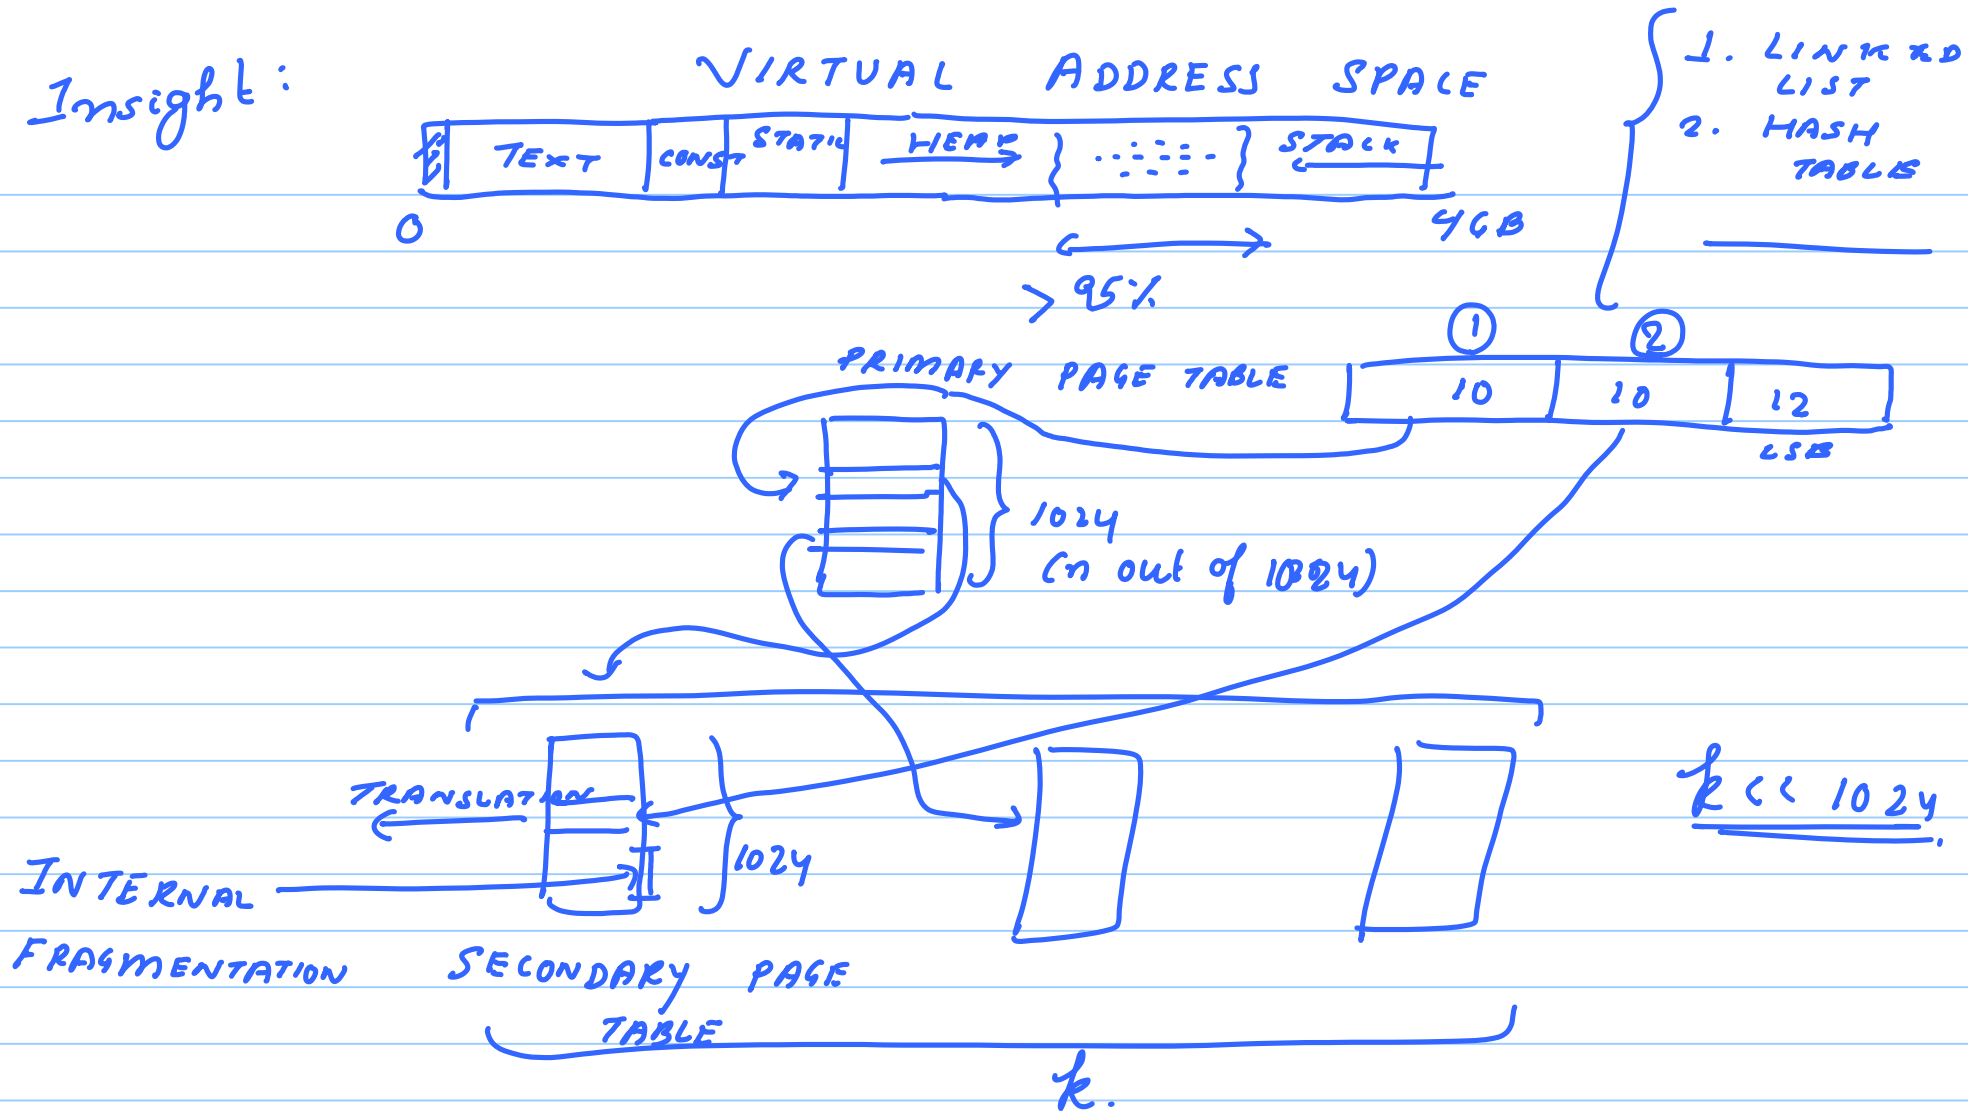 Insight:
VIRTUAL ADDRESS SPACE
1. LINKED
LIST
2. HASH
TABLE
TEXT CONST STATIC HEAP STACK
0
4GB
> 95%
1 2
PRIMARY PAGE TABLE
10 10 12
LSB
1024
(n out of 1024)
TRANSLATION
k << 1024.
1024
INTERNAL
FRAGMENTATION
SECONDARY PAGE
TABLE
k.